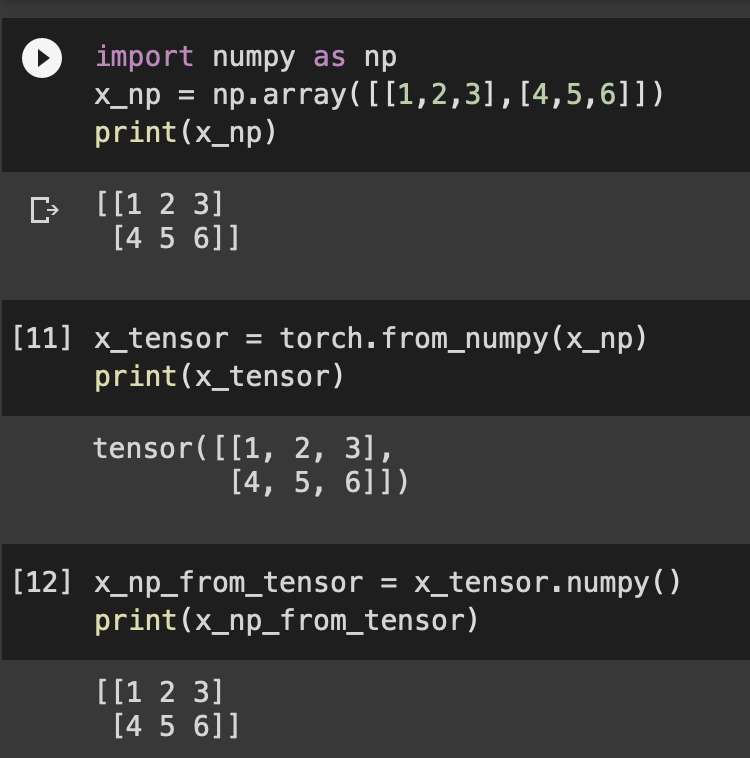 import numpy as np
x_np = np.array([[1,2,3],[4,5,6]])
print(x_np)
[[1 2 3]
 [4 5 6]]
[11] x_tensor = torch.from_numpy(x_np)
print(x_tensor)
tensor([[1, 2, 3],
        [4, 5, 6]])
[12] x_np_from_tensor = x_tensor.numpy()
print(x_np_from_tensor)
[[1 2 3]
 [4 5 6]]